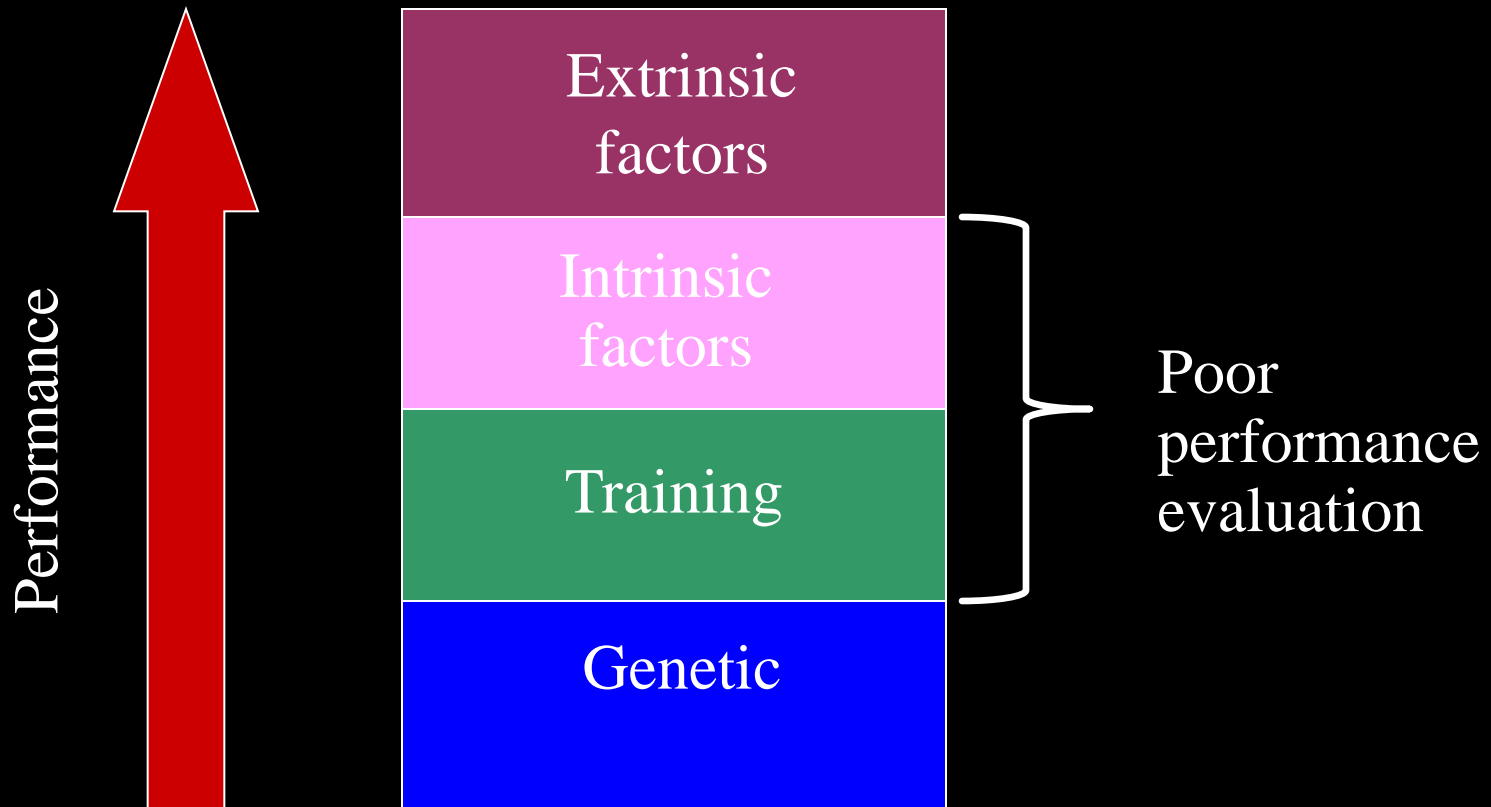 Performance
Extrinsic
factors
Intrinsic
factors
Training
Genetic
Poor
performance
evaluation